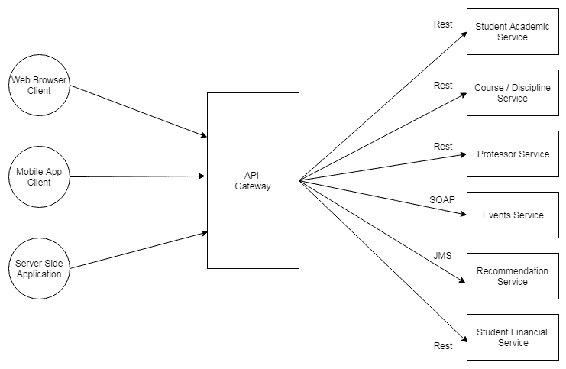 Web Browser
Client
Mobile App
Client
Server Side
Application
API
Gateway
Rest
Student Academic
Service
Rest
Course / Discipline
Service
Rest
Professor Service
SOAP
Events Service
JMS
Recommendation
Service
Rest
Student Financial
Service